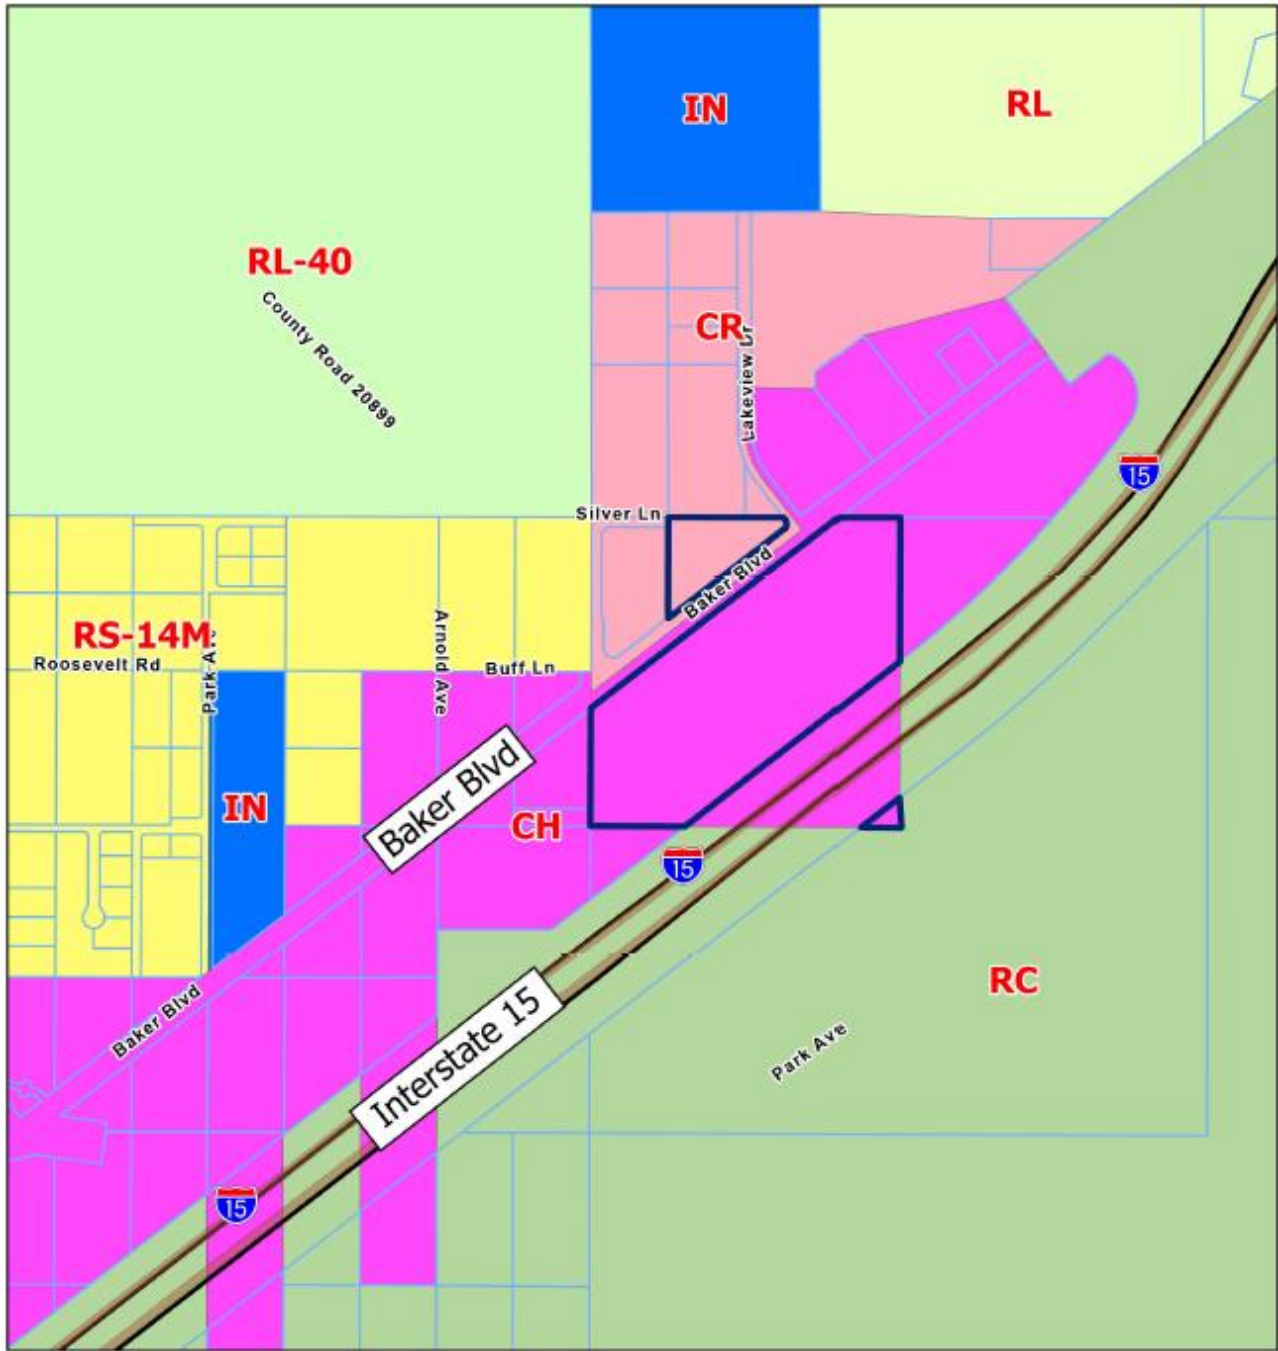 IN
RL
RL-40
County Road 20899
CR
Lakeview Dr
15
Silver Ln
Baker Blvd
RS-14M
Roosevelt Rd
Park Ave
Arnold Ave
Buff Ln
Baker Blvd
IN
CH
15
RC
Baker Blvd
Interstate 15
Park Ave
15